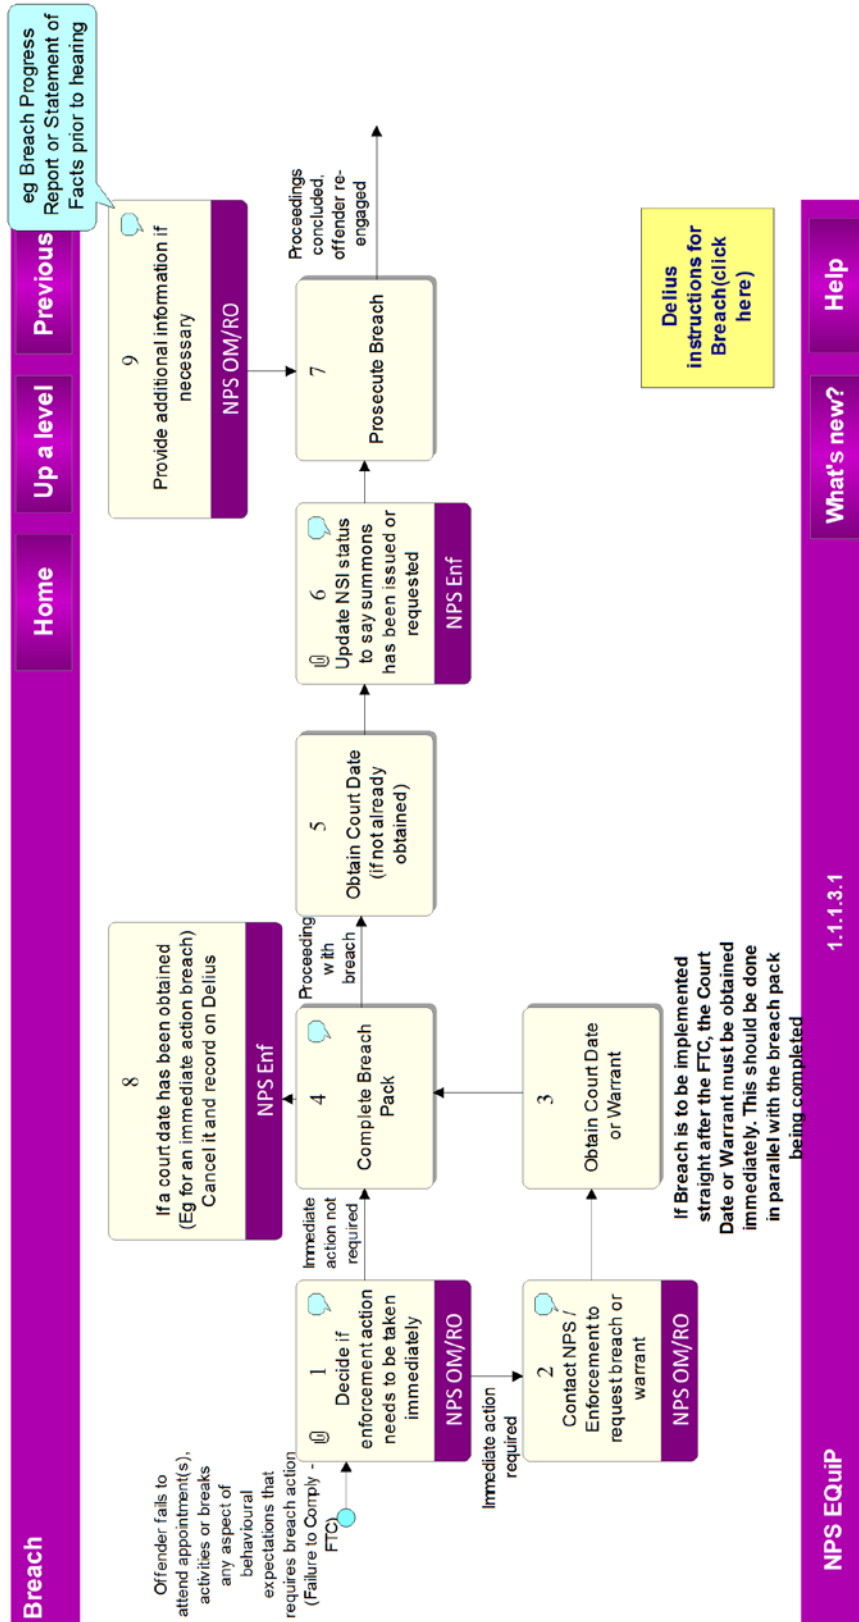 Breach
Home
Up a level
Previous
eg Breach Progress
Report or Statement of
Facts prior to hearing
Offender fails to
attend appointment(s),
activities or breaks
any aspect of
behavioural
expectations that
requires breach action
(Failure to Comply -
FTC)
1
Decide if
enforcement action
needs to be taken
immediately
NPS OM/RO
Immediate action
required
2
Contact NPS /
Enforcement to
request breach or
warrant
NPS OM/RO
Immediate
action not
required
3
Obtain Court Date
or Warrant
If Breach is to be implemented
straight after the FTC, the Court
Date or Warrant must be obtained
immediately. This should be done
in parallel with the breach pack
being completed
4
Complete Breach
Pack
8
If a court date has been obtained
(Eg for an immediate action breach)
Cancel it and record on Delius
NPS Enf
Proceeding
with
breach
5
Obtain Court Date
(if not already
obtained)
6
Update NSI status
to say summons
has been issued or
requested
NPS Enf
9
Provide additional information if
necessary
NPS OM/RO
7
Prosecute Breach
Proceedings
concluded,
offender re-
engaged
Delius
instructions for
Breach(click
here)
NPS EQuiP
1.1.1.3.1
What's new?
Help